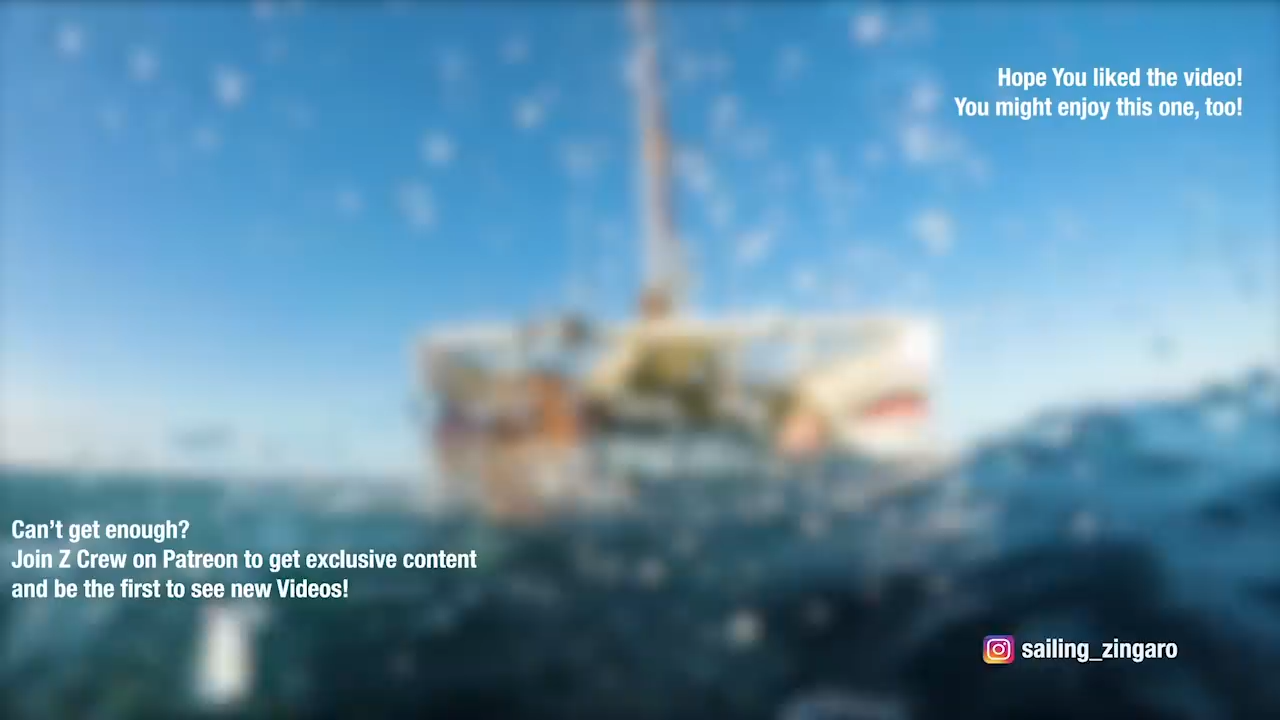 Hope You liked the video!
You might enjoy this one, too!
Can’t get enough?
Join Z Crew on Patreon to get exclusive content
and be the first to see new Videos!
sailing_zingaro